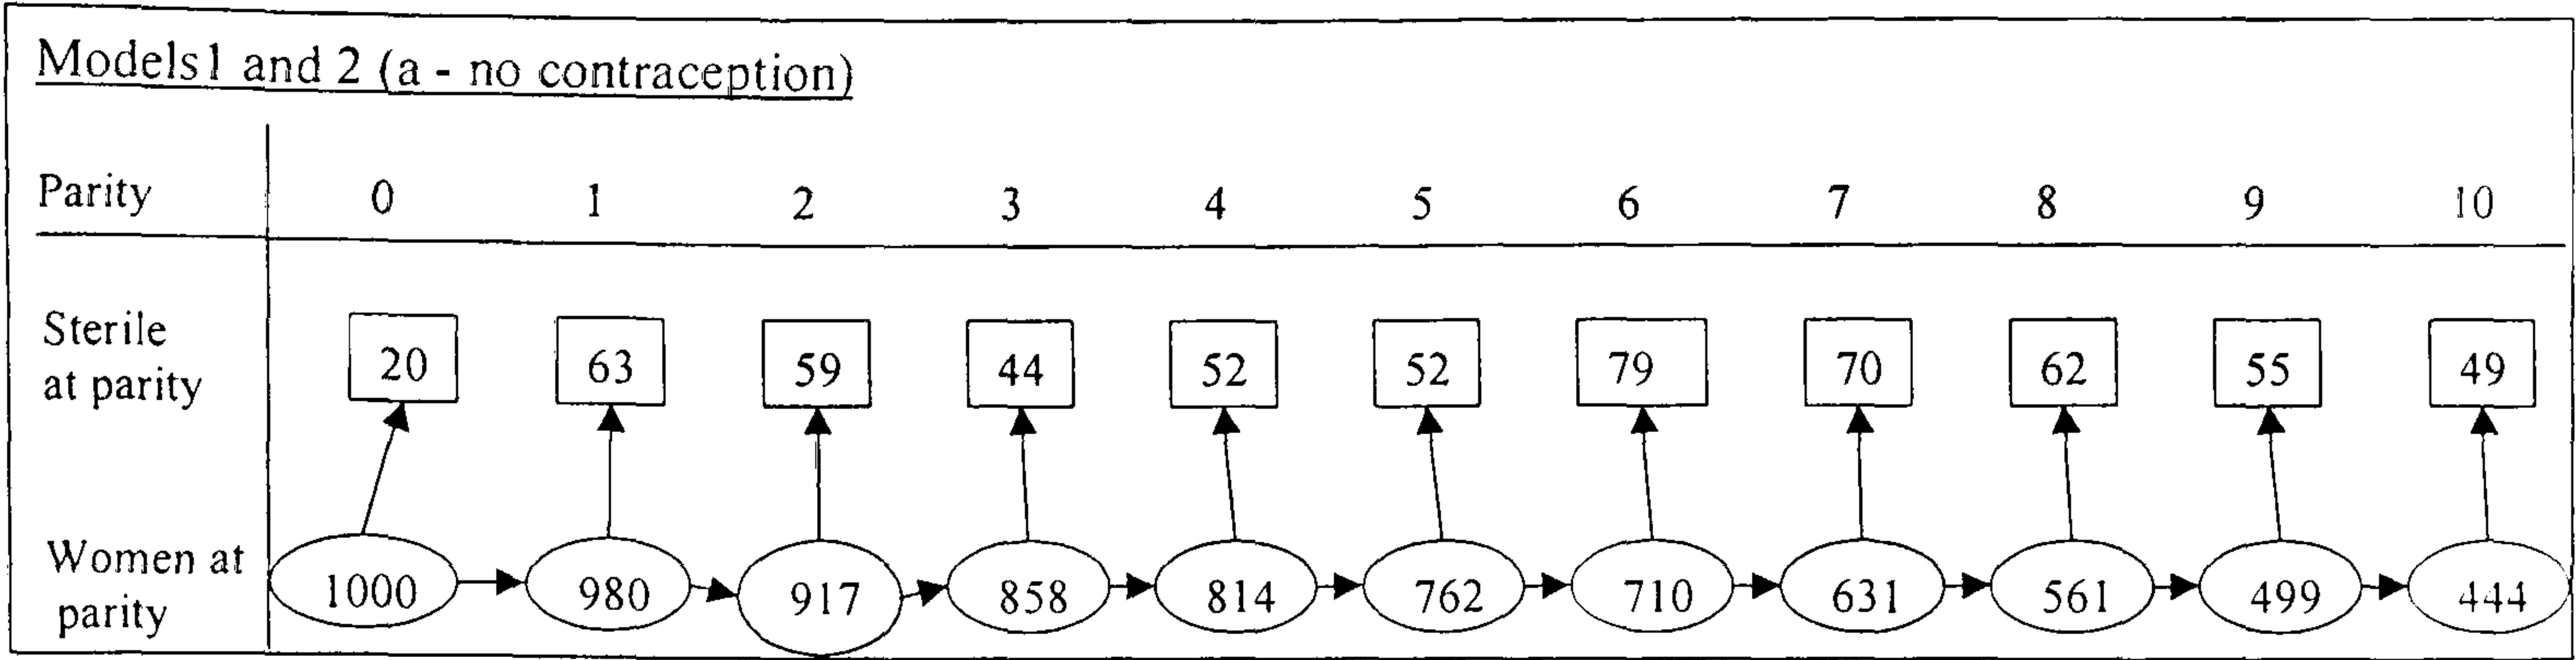 Models1 and 2 (a - no contraception)
Parity 0 1 2 3 4 5 6 7 8 9 10
Sterile
at parity
20 63 59 44 52 52 79 70 62 55 49
Women at
parity
1000 980 917 858 814 762 710 631 561 499 444